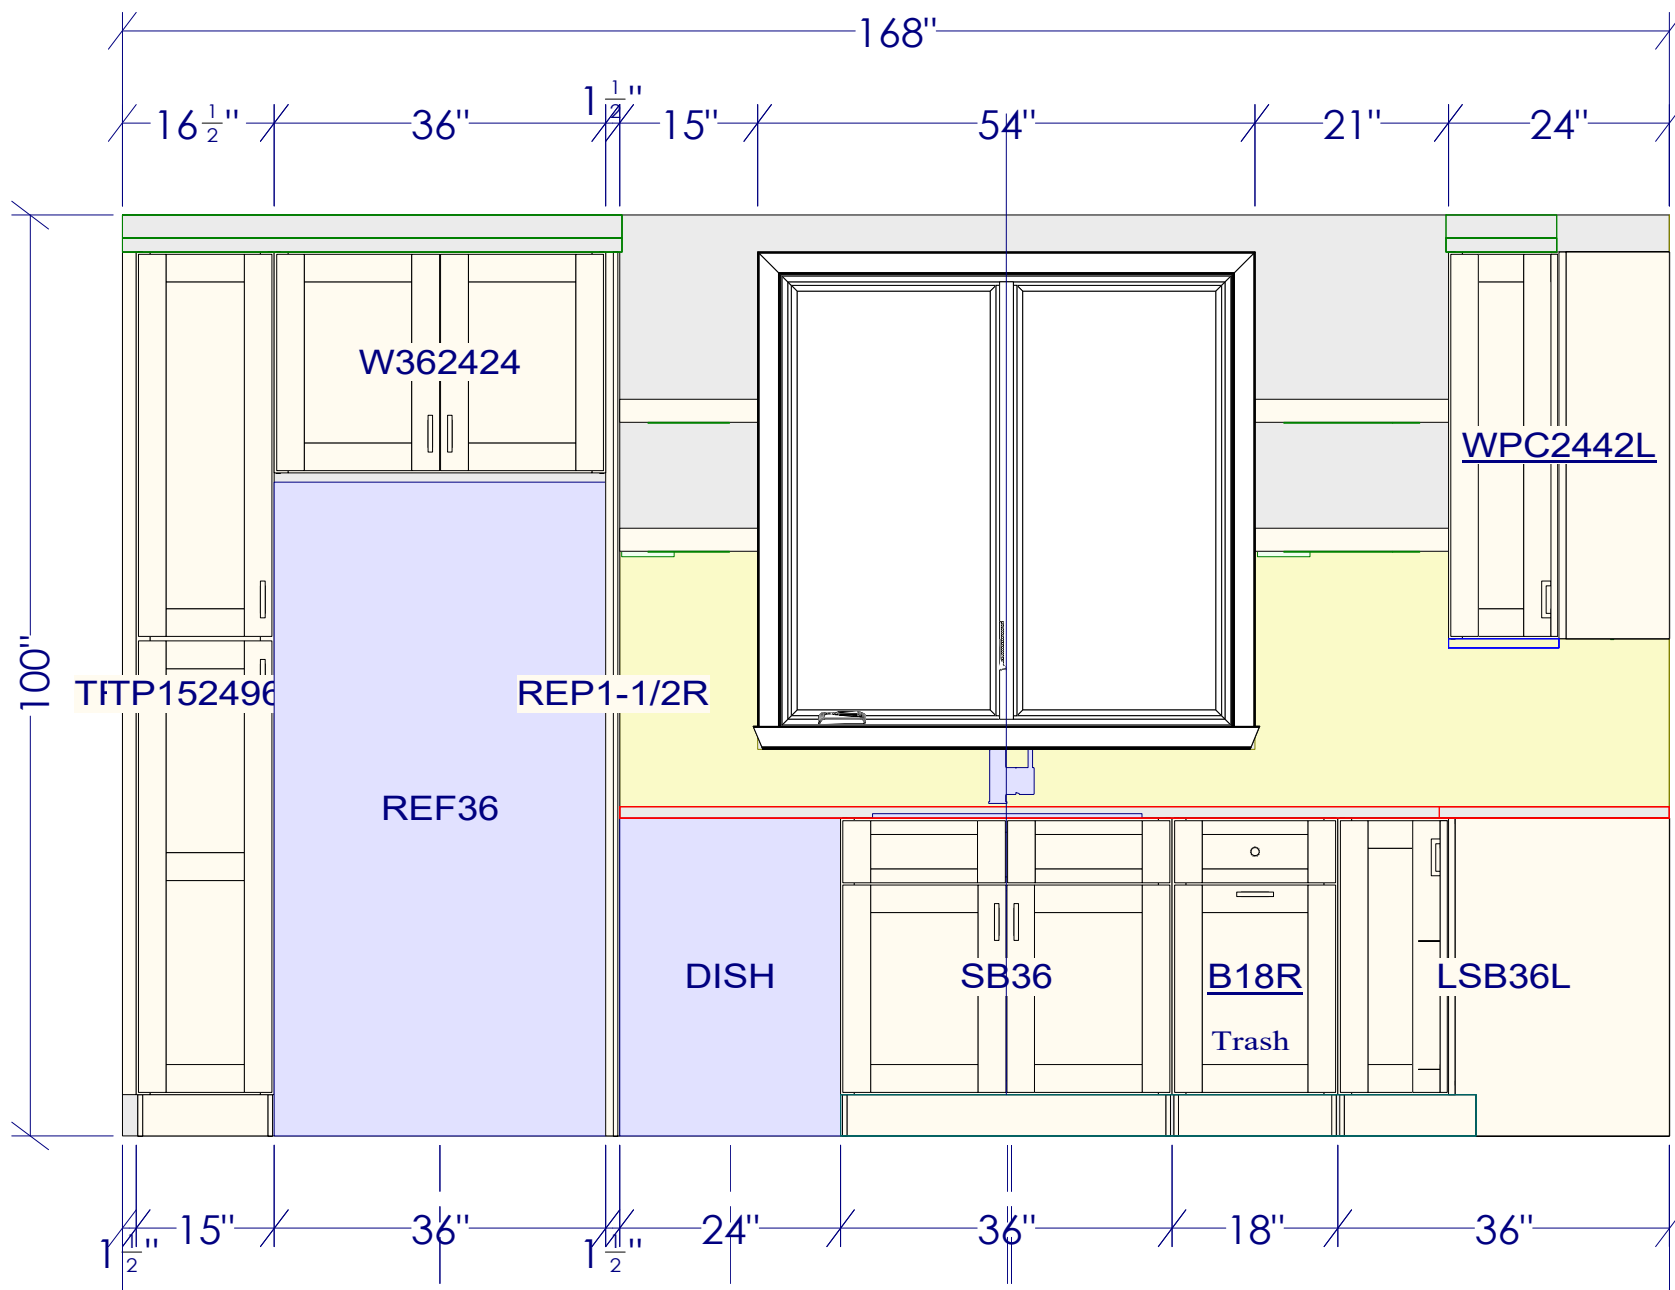 168"
16 1/2" 36" 1 1/2" 15" 54" 21" 24"
W362424
WPC2442L
100"
TP152496
REP1-1/2R
REF36
DISH
SB36
B18R
LSB36L
Trash
1 1/2" 15" 36" 1 1/2" 24" 36" 18" 36"